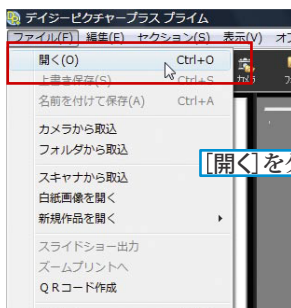 デイジーピクチャープラス プライム
ファイル(F) 編集(E) セクション(S) 表示(V)
開く(O) Ctrl+O
上書き保存(S) Ctrl+S
名前を付けて保存(A) Ctrl+A
カメラから取込
フォルダから取込
[開く]を
スキャナから取込
白紙画像を開く
新規作品を開く
スライドショー出力
ズームプリントへ
QRコード作成